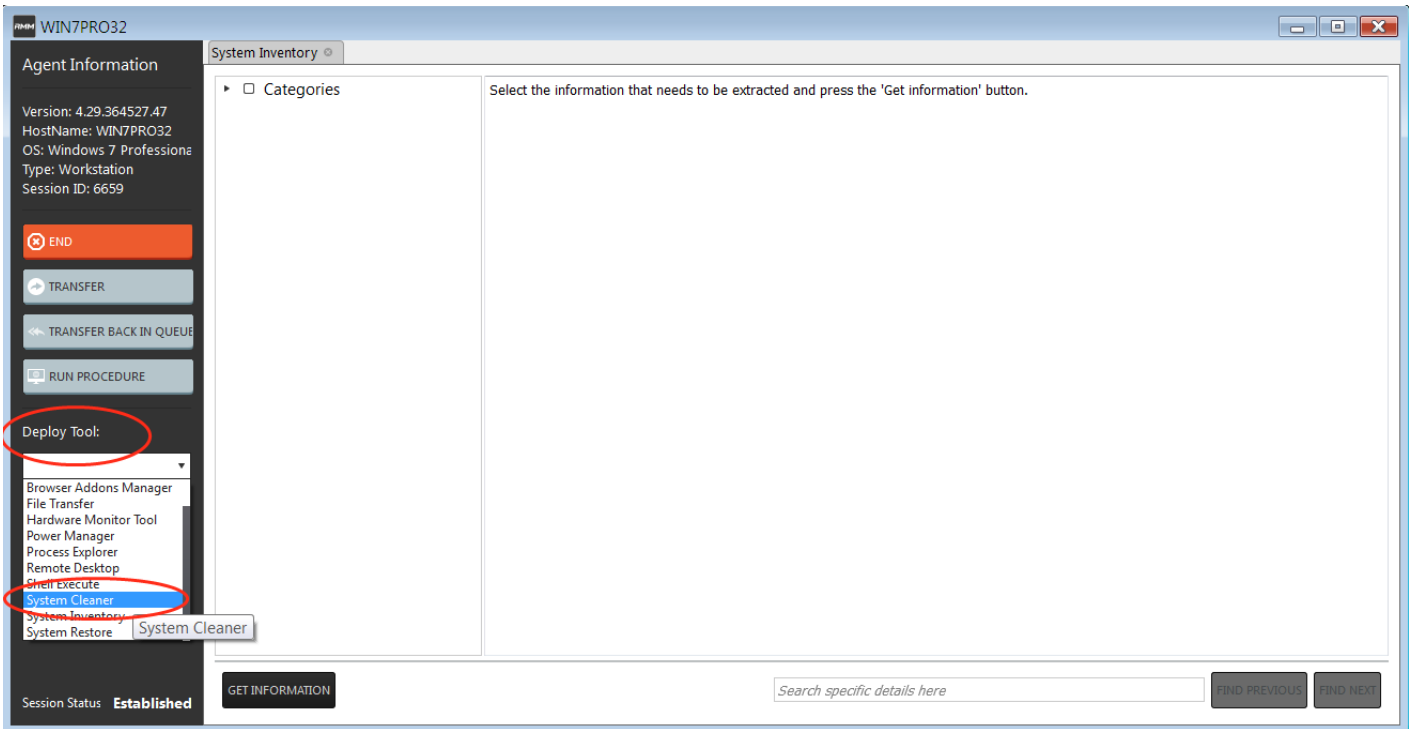 RMM WIN7PRO32
Agent Information
Version: 4.29.364527.47
HostName: WIN7PRO32
OS: Windows 7 Professiona
Type: Workstation
Session ID: 6659
END
TRANSFER
TRANSFER BACK IN QUEUE
RUN PROCEDURE
Deploy Tool:
Browser Addons Manager
File Transfer
Hardware Monitor Tool
Power Manager
Process Explorer
Remote Desktop
Shell Execute
System Cleaner
System Inventory
System Restore
System Cleaner
Session Status Established
System Inventory
Categories
Select the information that needs to be extracted and press the 'Get information' button.
GET INFORMATION
Search specific details here
FIND PREVIOUS
FIND NEXT